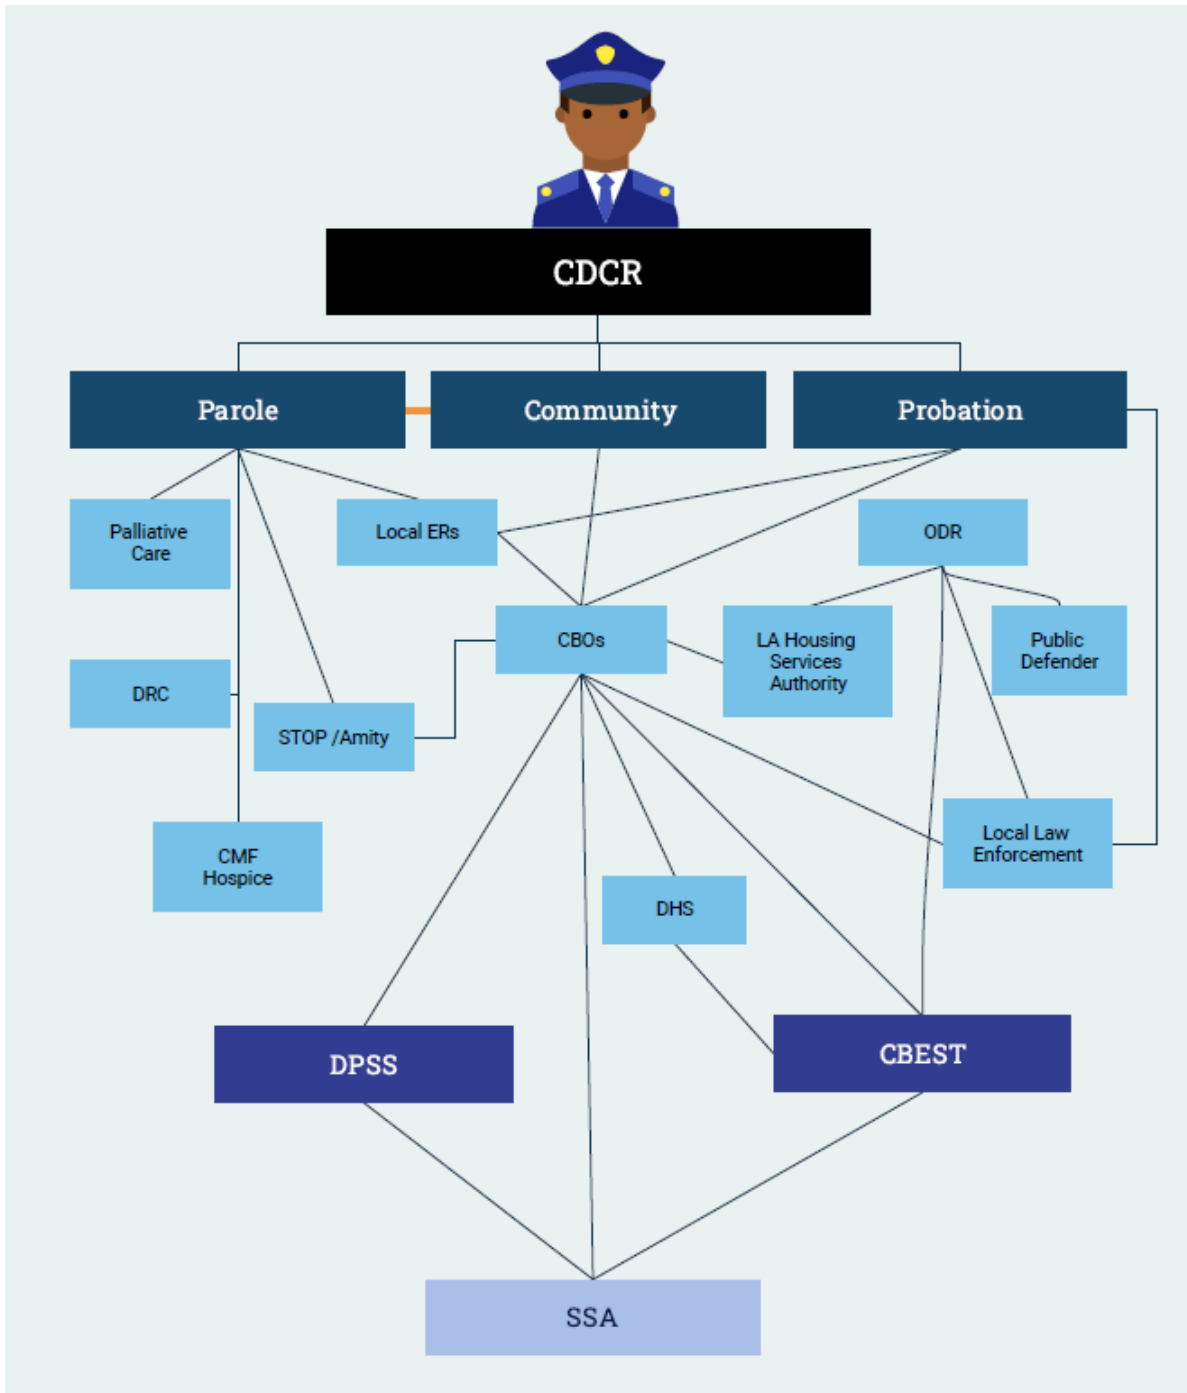 CDCR
Parole
Community
Probation
Palliative
Care
Local ERs
ODR
CBOs
LA Housing
Services
Authority
Public
Defender
DRC
STOP /Amity
CMF
Hospice
Local Law
Enforcement
DHS
DPSS
CBEST
SSA